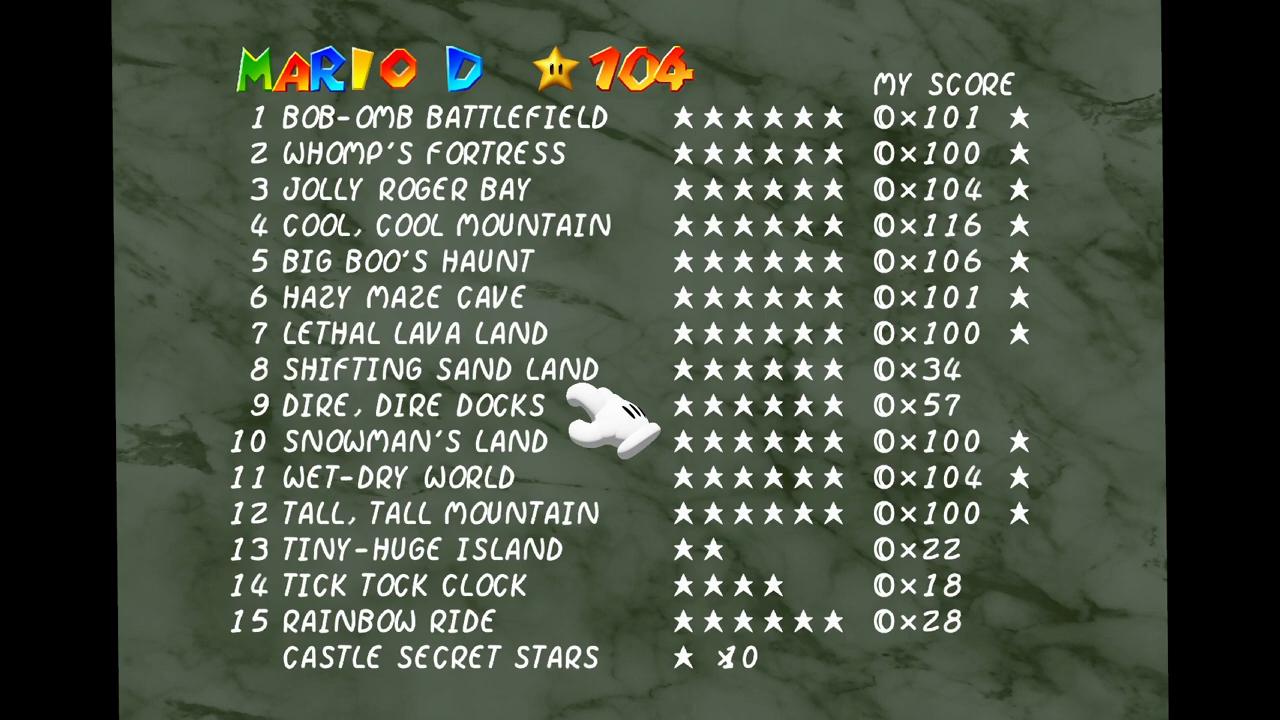 MARIO D ★104
MY SCORE
1 BOB-OMB BATTLEFIELD ★★★★★★ ©×101 ★
2 WHOMP'S FORTRESS ★★★★★★ ©×100 ★
3 JOLLY ROGER BAY ★★★★★★ ©×104 ★
4 COOL, COOL MOUNTAIN ★★★★★★ ©×116 ★
5 BIG BOO'S HAUNT ★★★★★★ ©×106 ★
6 HAZY MAZE CAVE ★★★★★★ ©×101 ★
7 LETHAL LAVA LAND ★★★★★★ ©×100 ★
8 SHIFTING SAND LAND ★★★★★★ ©×34
9 DIRE, DIRE DOCKS ★★★★★★ ©×57
10 SNOWMAN'S LAND ★★★★★★ ©×100 ★
11 WET-DRY WORLD ★★★★★★ ©×104 ★
12 TALL, TALL MOUNTAIN ★★★★★★ ©×100 ★
13 TINY-HUGE ISLAND ★★ ©×22
14 TICK TOCK CLOCK ★★★★ ©×18
15 RAINBOW RIDE ★★★★★★ ©×28
CASTLE SECRET STARS ★ ×10